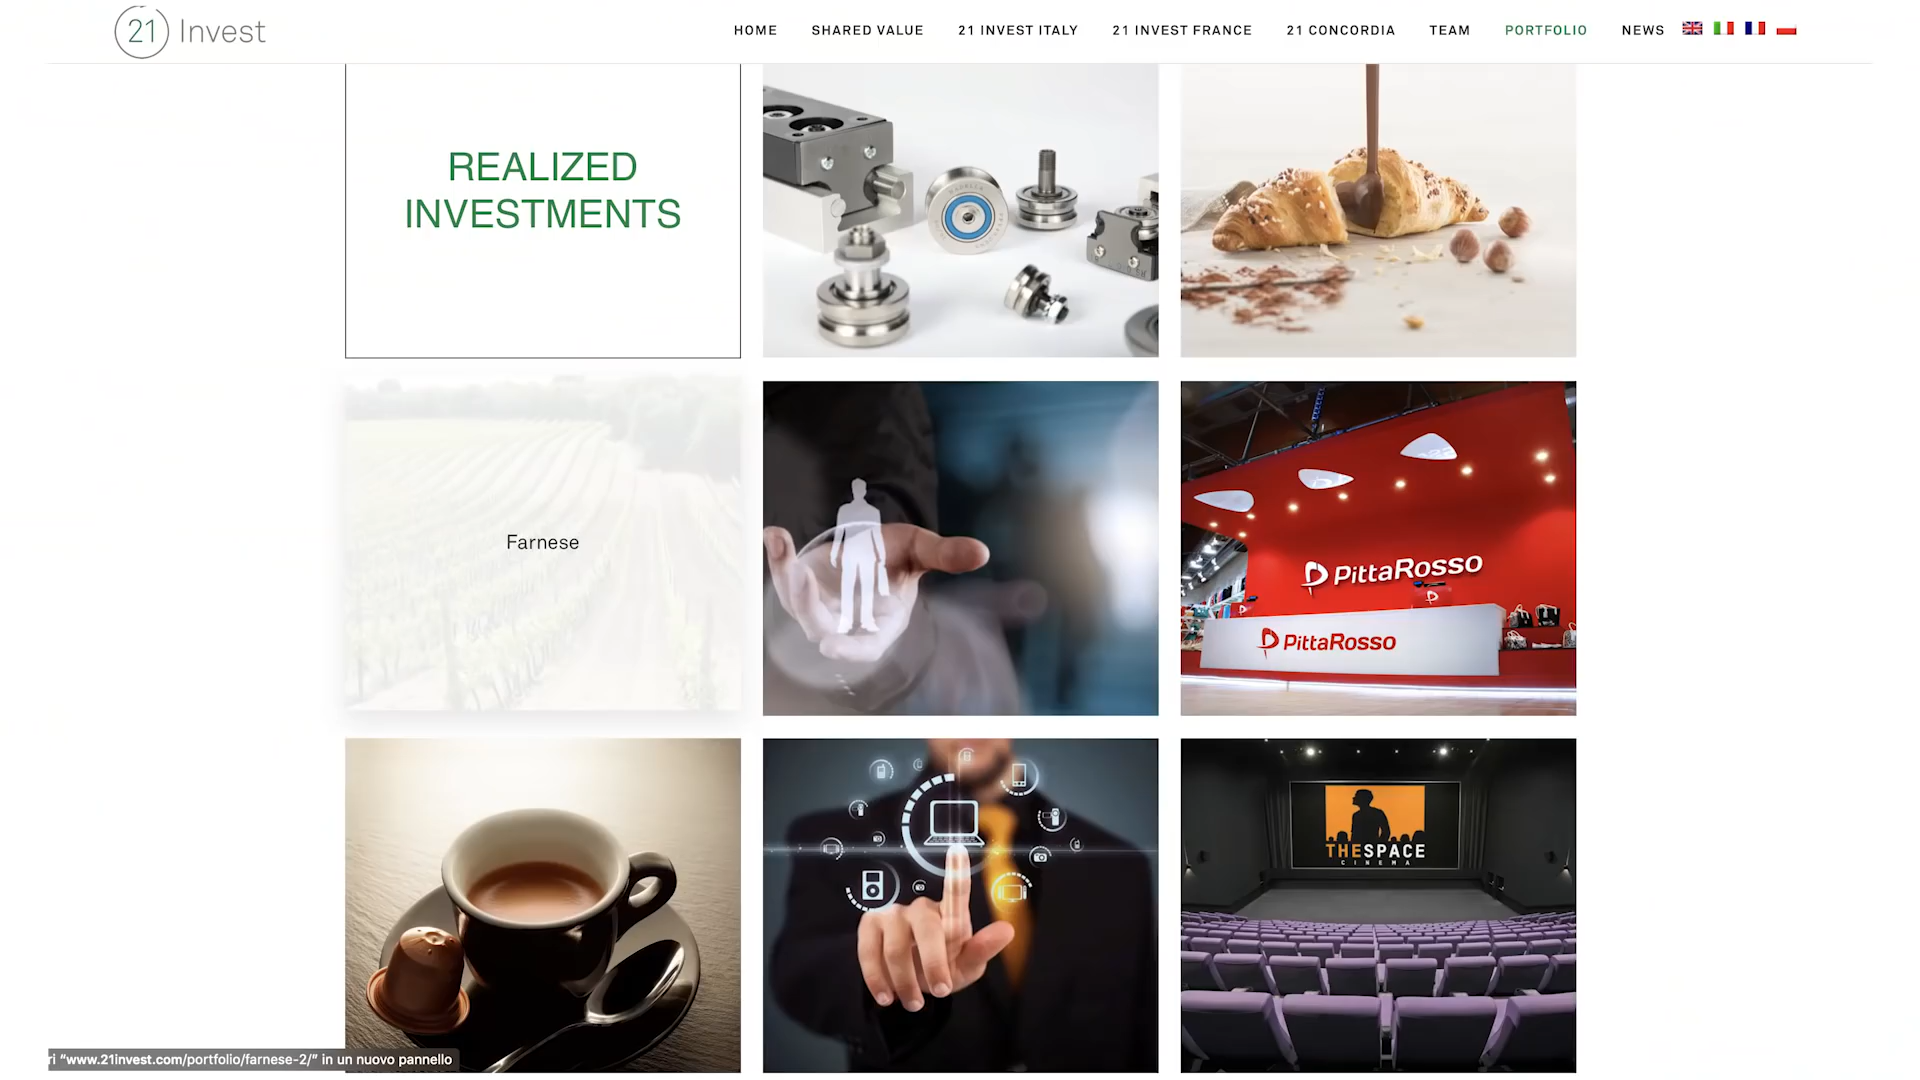 21 Invest
HOME SHARED VALUE 21 INVEST ITALY 21 INVEST FRANCE 21 CONCORDIA TEAM PORTFOLIO NEWS
REALIZED
INVESTMENTS
Farnese
PittaRosso
PittaRosso
THESPACE
CINEMA
ri “www.21invest.com/portfolio/farnese-2/” in un nuovo pannello